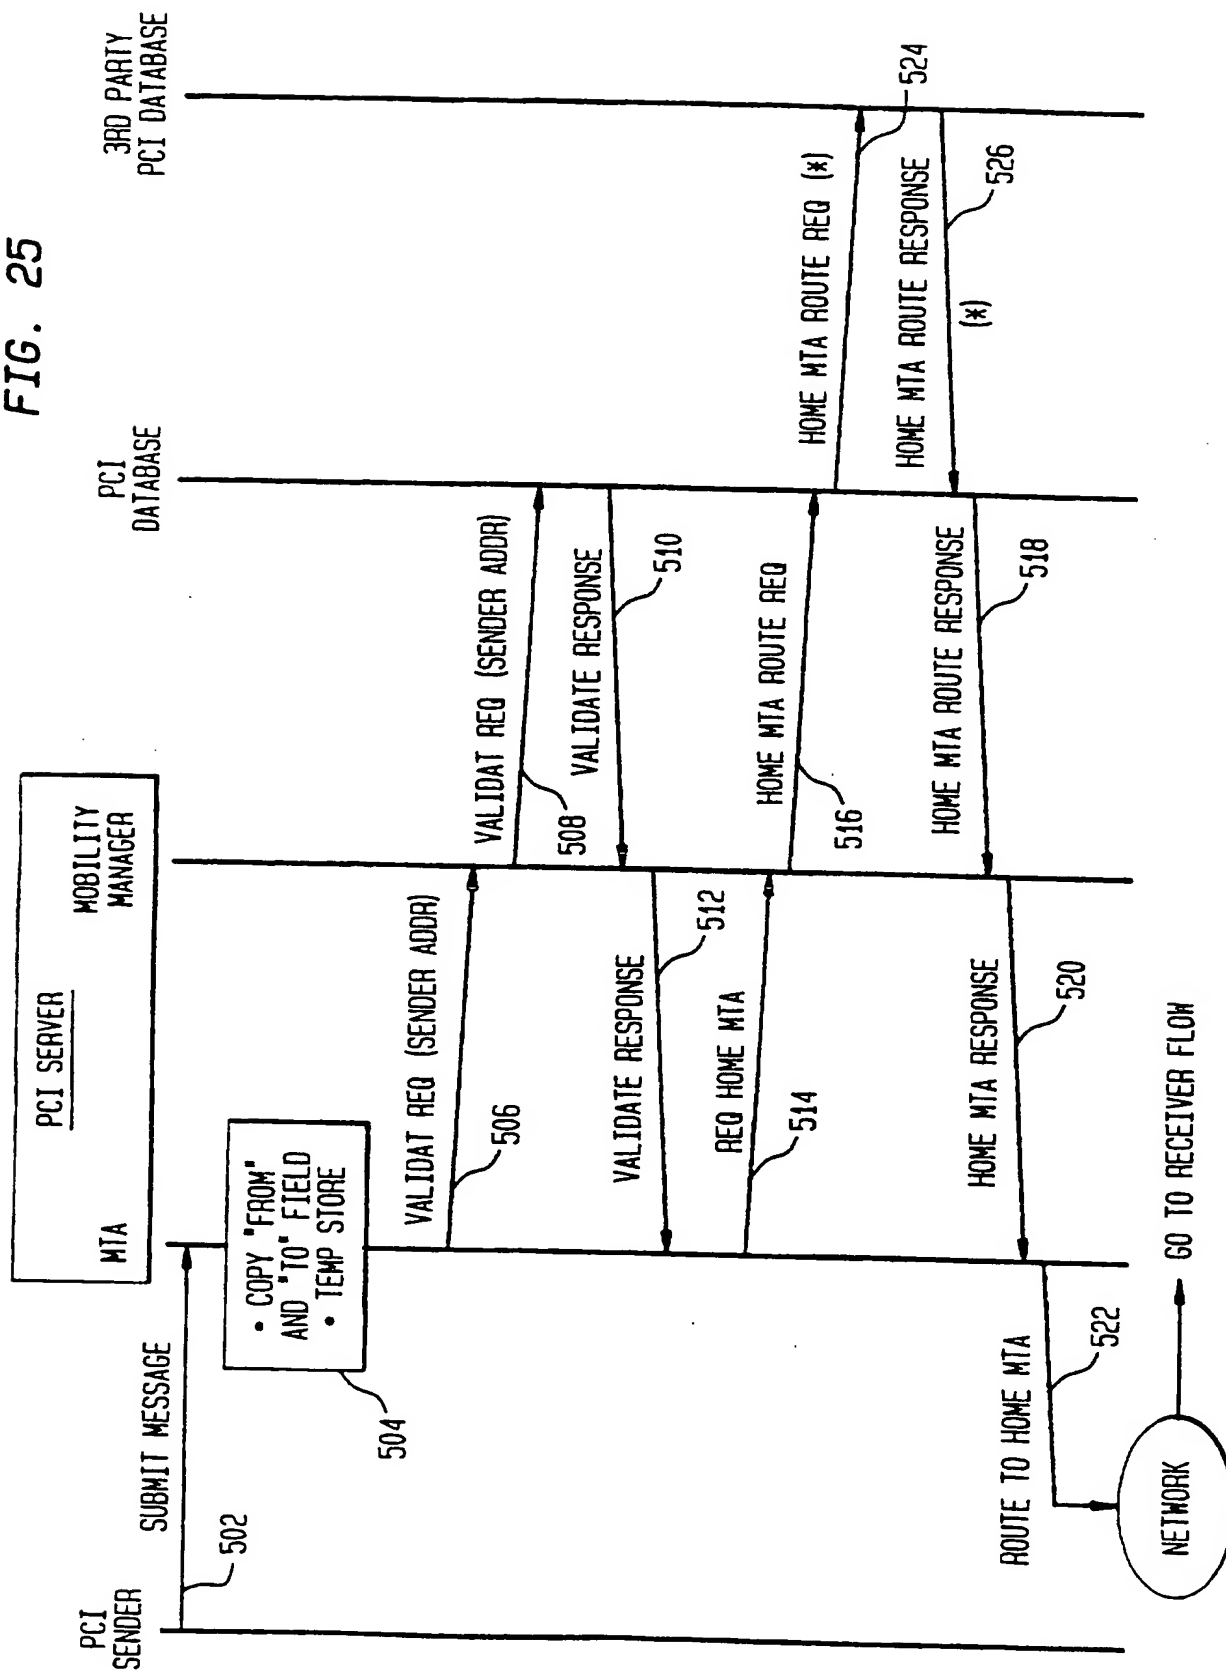 FIG. 25
PCI
SENDER
PCI SERVER
MTA
MOBILITY
MANAGER
PCI
DATABASE
3RD PARTY
PCI DATABASE
SUBMIT MESSAGE
502
• COPY "FROM"
AND "TO" FIELD
• TEMP STORE
504
VALIDAT REQ (SENDER ADDR)
506
VALIDAT REQ (SENDER ADDR)
508
VALIDATE RESPONSE
510
VALIDATE RESPONSE
512
REQ HOME MTA
514
HOME MTA ROUTE REQ
516
HOME MTA ROUTE REQ (*)
524
HOME MTA ROUTE RESPONSE
(*)
526
HOME MTA ROUTE RESPONSE
518
HOME MTA RESPONSE
520
ROUTE TO HOME MTA
522
NETWORK
GO TO RECEIVER FLOW